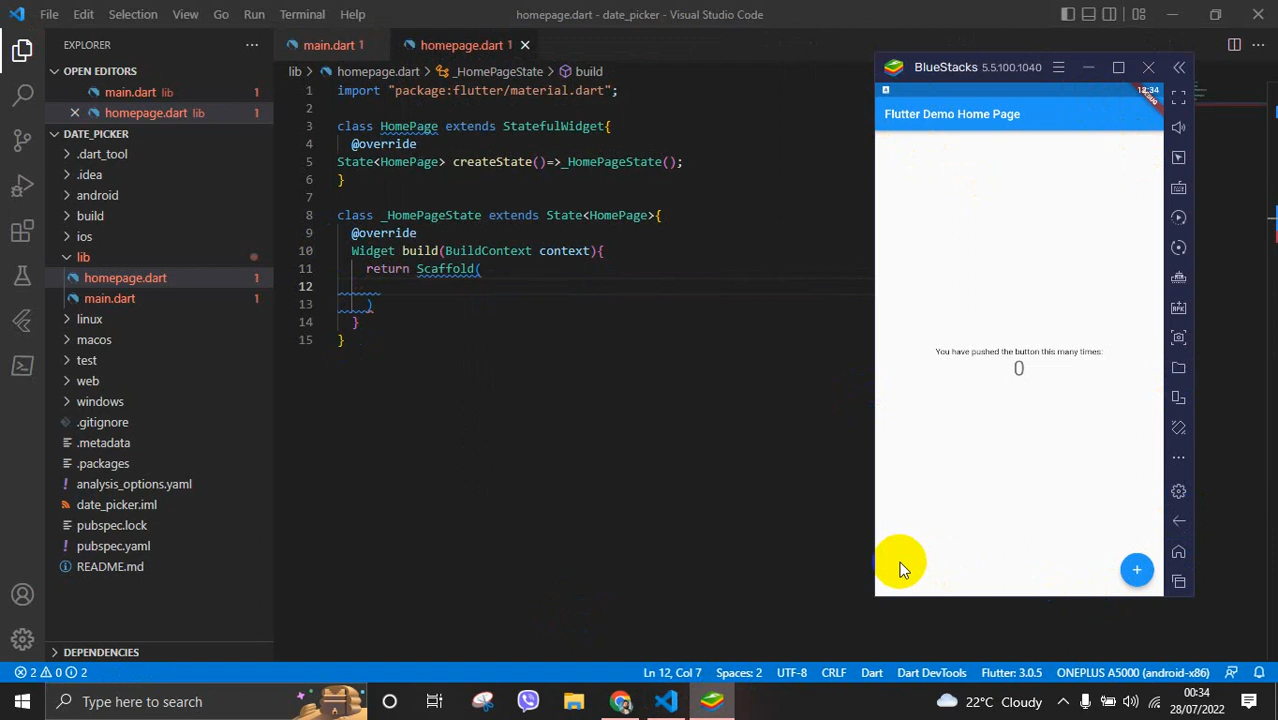 File Edit Selection View Go Run Terminal Help
homepage.dart - date_picker - Visual Studio Code
EXPLORER
OPEN EDITORS
main.dart lib
homepage.dart lib
DATE_PICKER
.dart_tool
.idea
android
build
ios
lib
homepage.dart 1
main.dart 1
linux
macos
test
web
windows
.gitignore
.metadata
.packages
analysis_options.yaml
date_picker.iml
pubspec.lock
pubspec.yaml
README.md
DEPENDENCIES
main.dart 1
homepage.dart 1
lib homepage.dart _HomePageState build
1 import "package:flutter/material.dart";
2
3 class HomePage extends StatefulWidget{
4 @override
5 State<HomePage> createState()=>_HomePageState();
6 }
7
8 class _HomePageState extends State<HomePage>{
9 @override
10 Widget build(BuildContext context){
11 return Scaffold(
12
13 )
14 }
15 }
BlueStacks 5.5.100.1040
12:34
Flutter Demo Home Page
You have pushed the button this many times:
0
+
2 0 2
Ln 12, Col 7 Spaces: 2 UTF-8 CRLF Dart Dart DevTools Flutter: 3.0.5 ONEPLUS A5000 (android-x86)
Type here to search
22°C Cloudy
00:34
28/07/2022